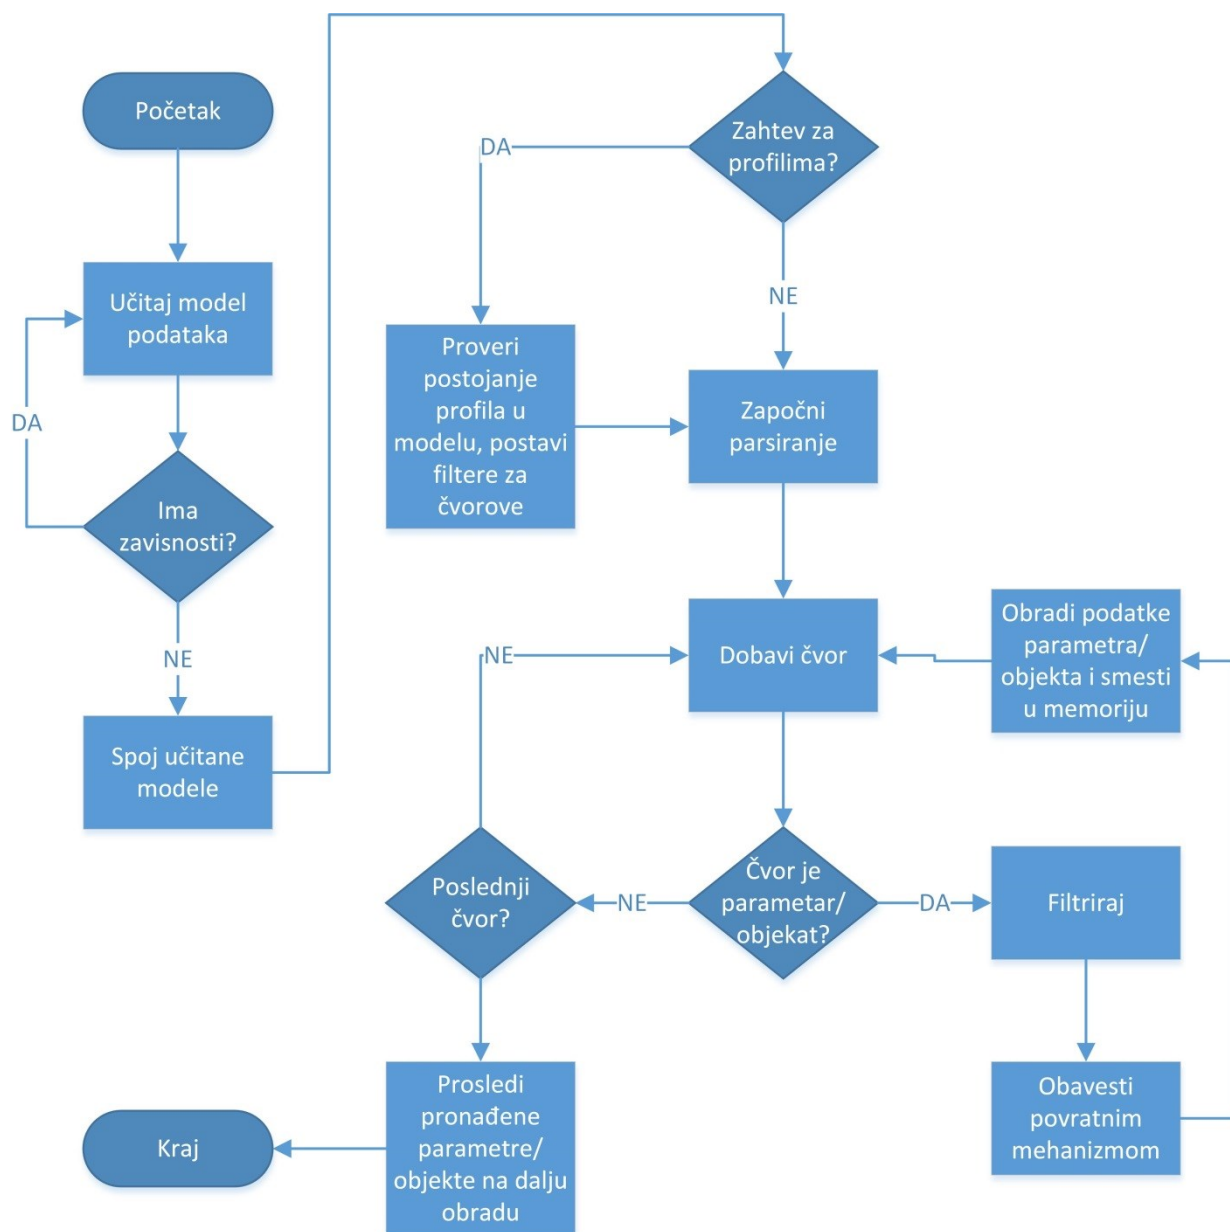 Početak
Učitaj model
podataka
DA
Ima
zavisnosti?
NE
Spoj učitane
modele
Zahtev za
profilima?
DA
NE
Proveri
postojanje
profila u
modelu, postavi
filtere za
čvorove
Započni
parsiranje
Dobavi čvor
Obradi podatke
parametra/
objekta i smesti
u memoriju
NE
Poslednji
čvor?
NE
Čvor je
parametar/
objekat?
DA
Filtriraj
Obavesti
povratnim
mehanizmom
Prosledi
pronađene
parametre/
objekte na dalju
obradu
Kraj